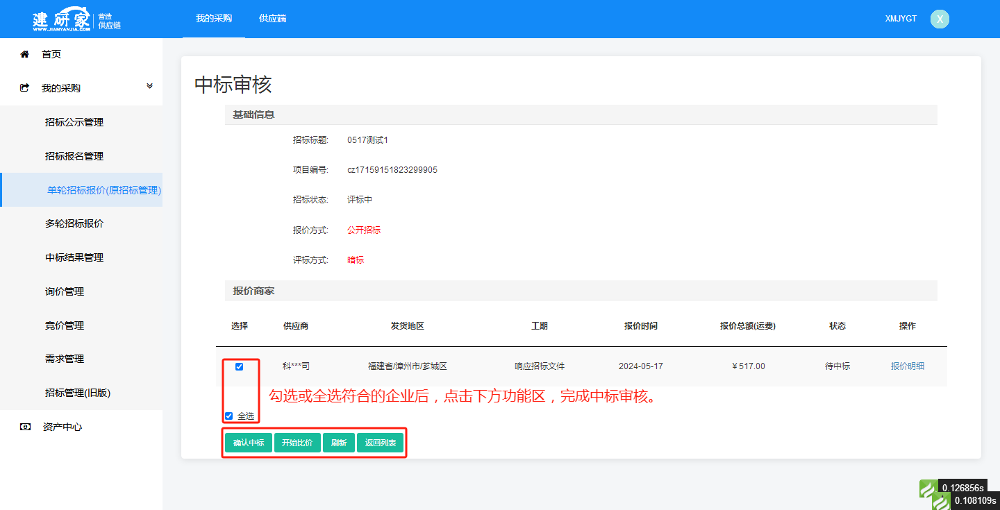 建研家
WWW.JIANYANJIA.COM
营造
供应链
我的采购
供应端
XMJYGT
X
首页
我的采购
招标公示管理
招标报名管理
单轮招标报价(原招标管理)
多轮招标报价
中标结果管理
询价管理
竞价管理
需求管理
招标管理(旧版)
资产中心
中标审核
基础信息
招标标题: 0517测试1
项目编号: cz17159151823299905
招标状态: 评标中
报价方式: 公开招标
评标方式: 暗标
报价商家
选择 供应商 发货地区 工期 报价时间 报价总额(运费) 状态 操作
科***司 福建省/漳州市/芗城区 响应招标文件 2024-05-17 ￥517.00 待中标 报价明细
勾选或全选符合的企业后，点击下方功能区，完成中标审核。
全选
确认中标 开始比价 刷新 返回列表
0.126856s
0.108109s